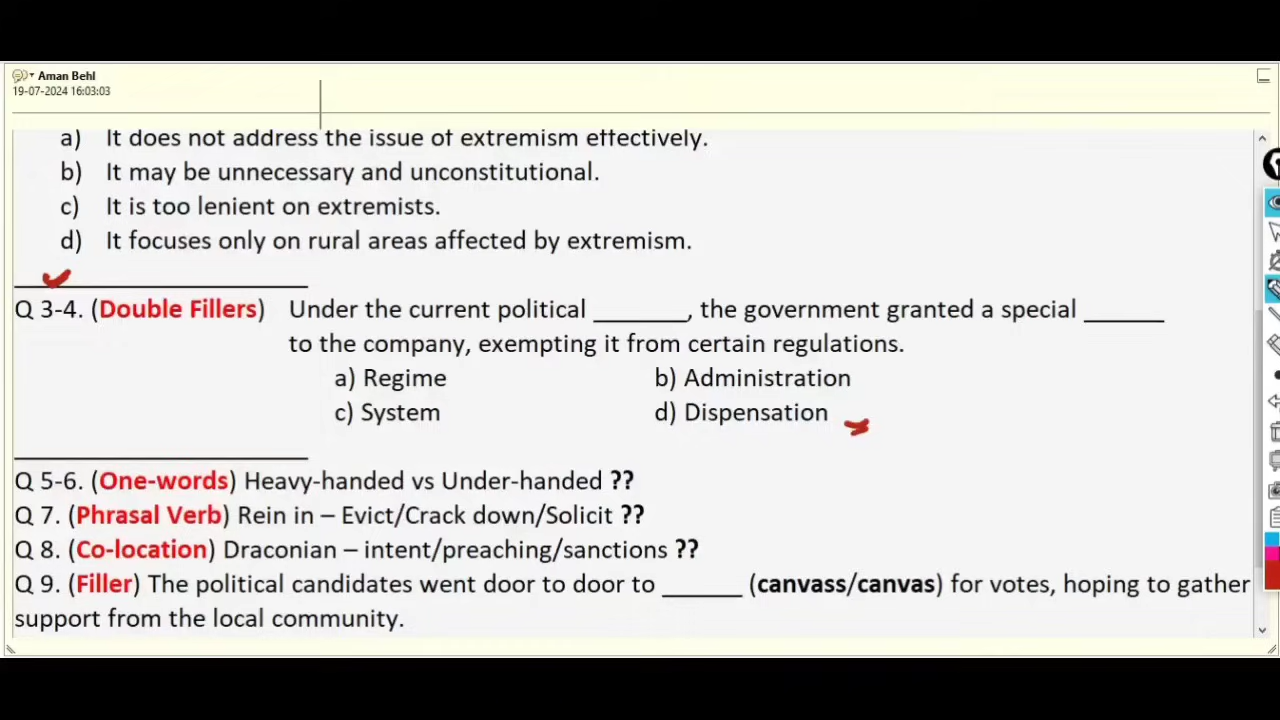 Aman Behl
19-07-2024 16:03:03
a) It does not address the issue of extremism effectively.
b) It may be unnecessary and unconstitutional.
c) It is too lenient on extremists.
d) It focuses only on rural areas affected by extremism.
Q 3-4. (Double Fillers) Under the current political _______, the government granted a special ______
to the company, exempting it from certain regulations.
a) Regime b) Administration
c) System d) Dispensation
Q 5-6. (One-words) Heavy-handed vs Under-handed ??
Q 7. (Phrasal Verb) Rein in – Evict/Crack down/Solicit ??
Q 8. (Co-location) Draconian – intent/preaching/sanctions ??
Q 9. (Filler) The political candidates went door to door to ______ (canvass/canvas) for votes, hoping to gather
support from the local community.